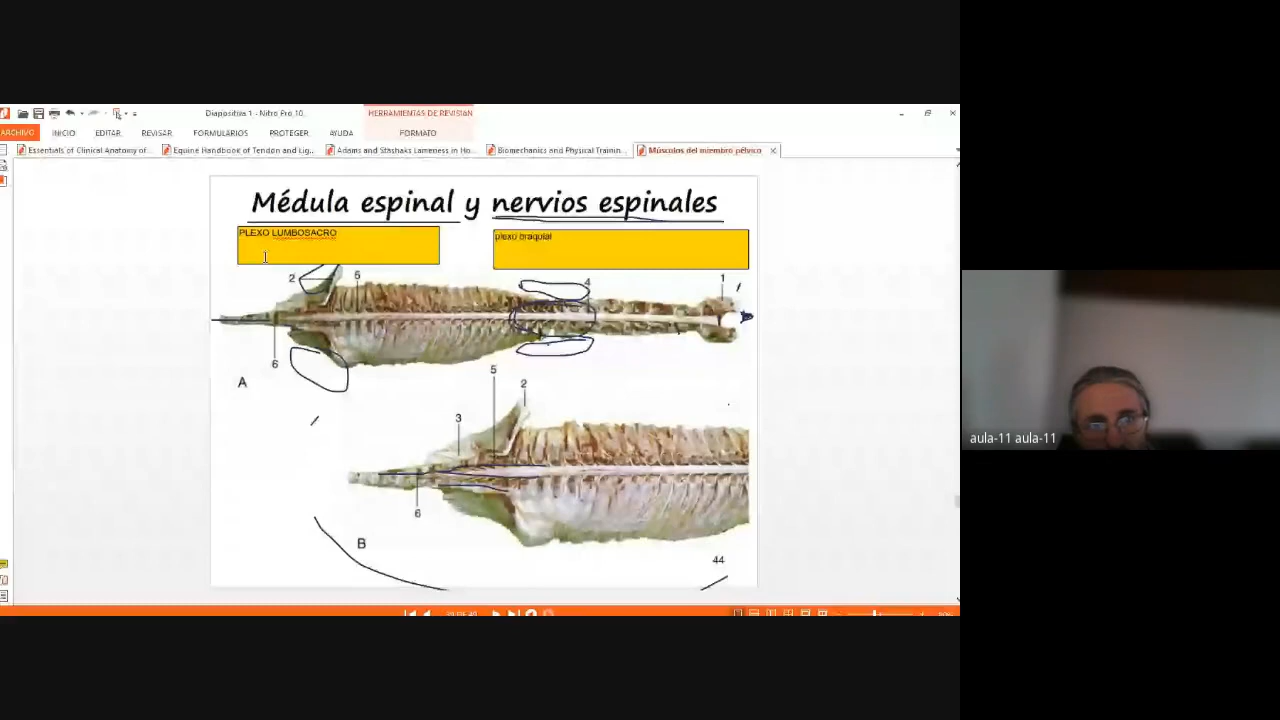 Diapositiva 1 - Nitro Pro 10
HERRAMIENTAS DE REVISIÓN
ARCHIVO INICIO EDITAR REVISAR FORMULARIOS PROTEGER AYUDA FORMATO
Essentials of Clinical Anatomy of... Equine Handbook of Tendon and Lig... Adams and Stashaks Lameness in Ho... Biomechanics and Physical Trainin... Músculos del miembro pélvico
Médula espinal y nervios espinales
PLEXO LUMBOSACRO
plexo braquial
2 5 4 1
6
A
5
2
3
6
B
44
aula-11 aula-11